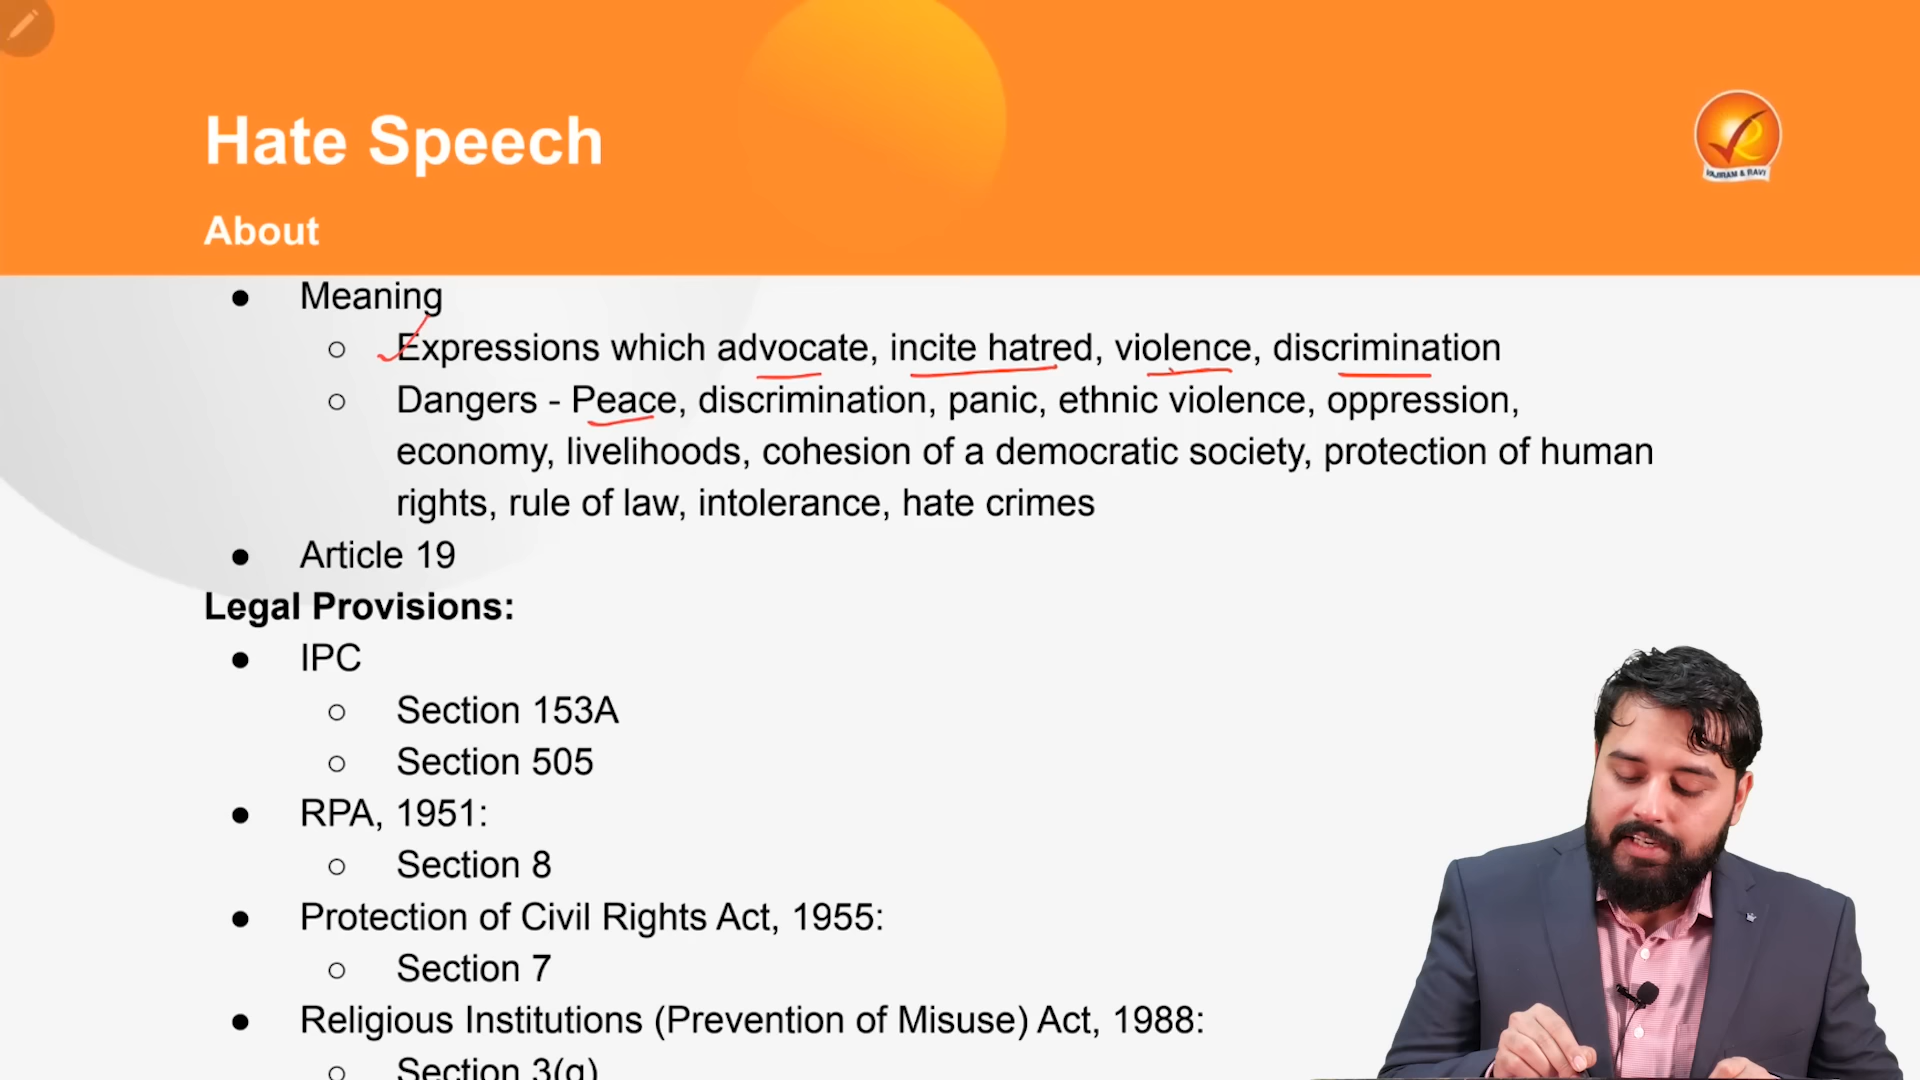 Hate Speech
VAJIRAM & RAVI
About
● Meaning
○ Expressions which advocate, incite hatred, violence, discrimination
○ Dangers - Peace, discrimination, panic, ethnic violence, oppression,
economy, livelihoods, cohesion of a democratic society, protection of human
rights, rule of law, intolerance, hate crimes
● Article 19
Legal Provisions:
● IPC
○ Section 153A
○ Section 505
● RPA, 1951:
○ Section 8
● Protection of Civil Rights Act, 1955:
○ Section 7
● Religious Institutions (Prevention of Misuse) Act, 1988:
○ Section 3(g)